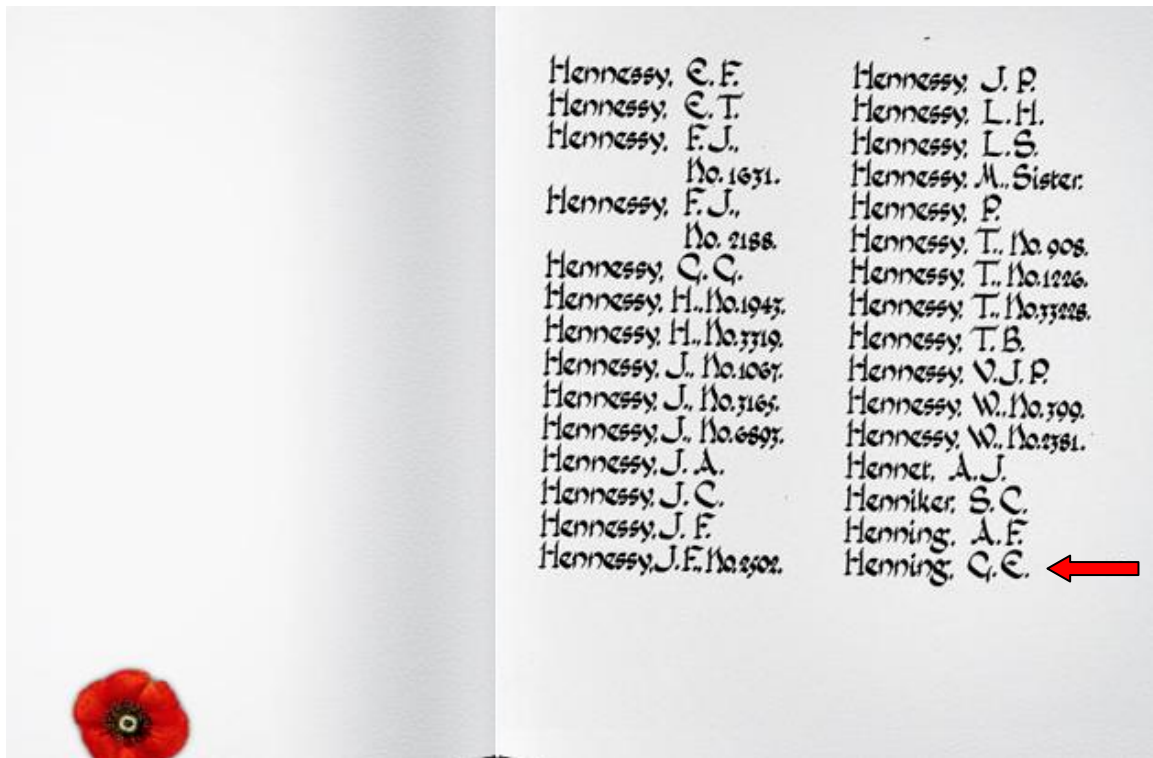 Hennessy, E. F.
Hennessy, E. T.
Hennessy, F. J.,
No. 1631.
Hennessy, F. J.,
No. 2188.
Hennessy, G. G.
Hennessy, H., No. 1943.
Hennessy, H., No. 3319.
Hennessy, J., No. 1067.
Hennessy, J., No. 3165.
Hennessy, J., No. 6893.
Hennessy, J. A.
Hennessy, J. C.
Hennessy, J. F.
Hennessy, J. F., No. 2502.
Hennessy, J. P.
Hennessy, L. H.
Hennessy, L. S.
Hennessy, M., Sister.
Hennessy, P.
Hennessy, T., No. 908.
Hennessy, T., No. 1226.
Hennessy, T., No. 33228.
Hennessy, T. B.
Hennessy, V. J. P.
Hennessy, W., No. 399.
Hennessy, W., No. 2381.
Hennet, A. J.
Henniker, S. C.
Henning, A. F.
Henning, G. E.